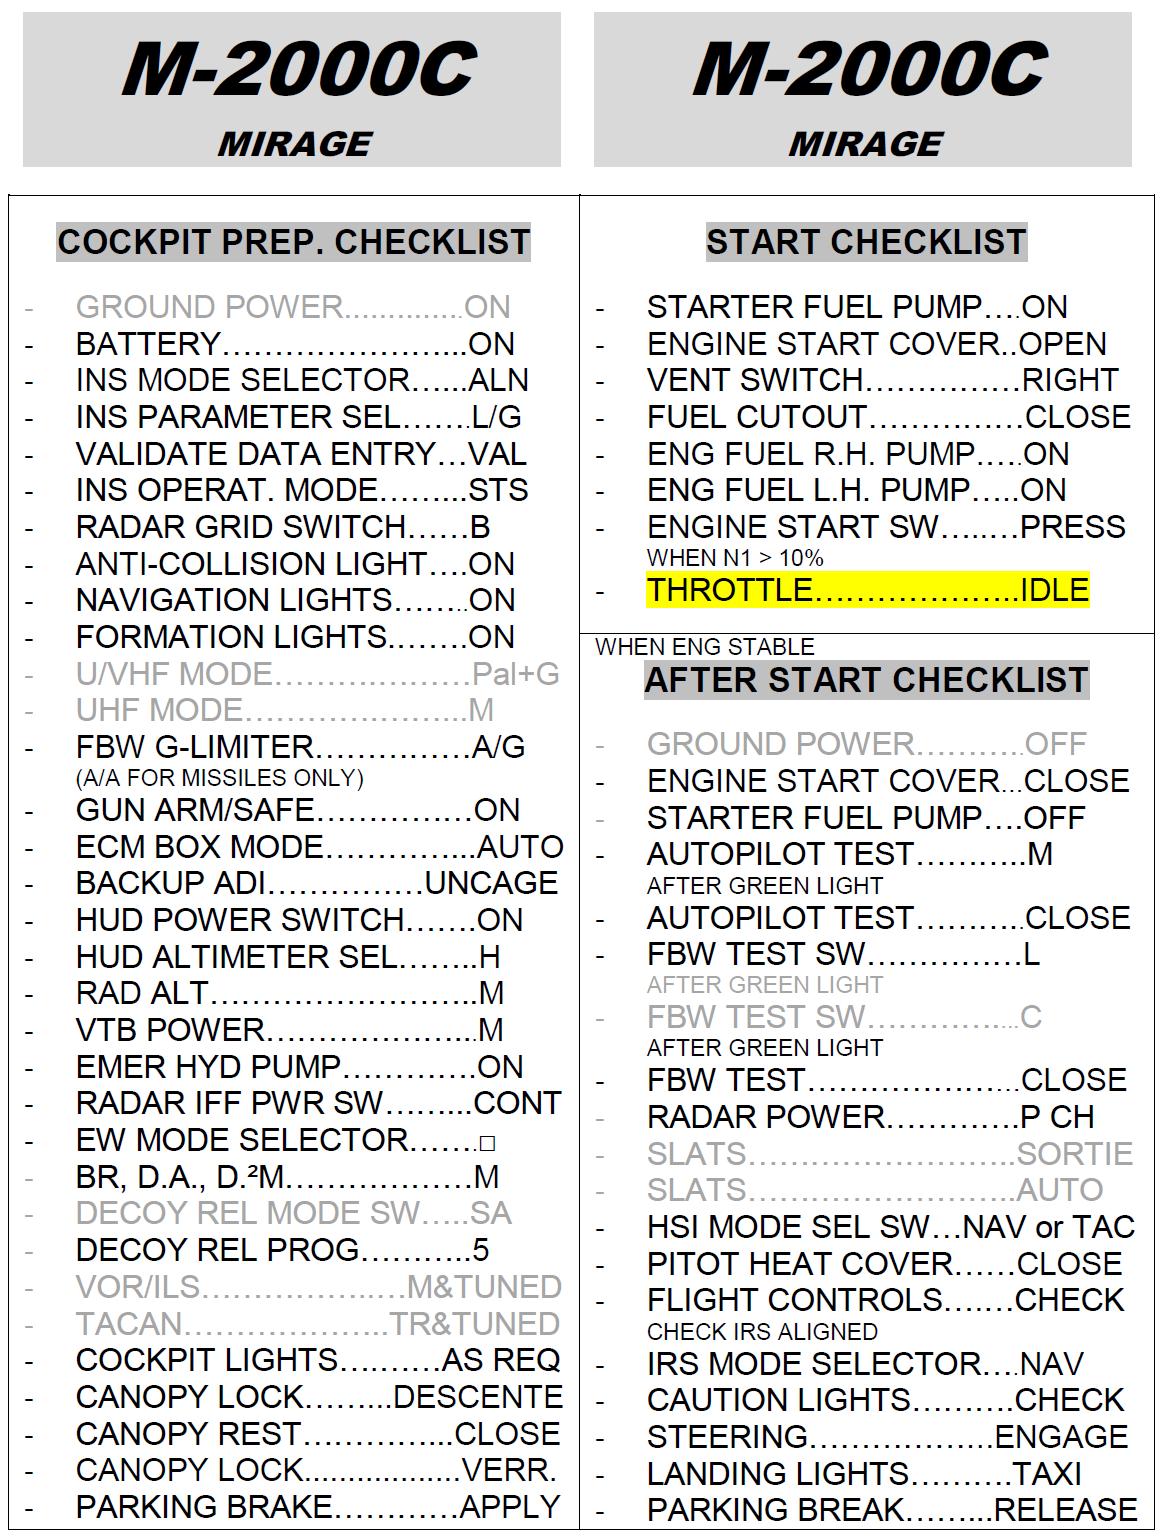 M-2000C
MIRAGE
COCKPIT PREP. CHECKLIST
- GROUND POWER..............ON
- BATTERY……………………...ON
- INS MODE SELECTOR…...ALN
- INS PARAMETER SEL…….L/G
- VALIDATE DATA ENTRY…VAL
- INS OPERAT. MODE……...STS
- RADAR GRID SWITCH……B
- ANTI-COLLISION LIGHT….ON
- NAVIGATION LIGHTS……..ON
- FORMATION LIGHTS……..ON
- U/VHF MODE……………….Pal+G
- UHF MODE………………….M
- FBW G-LIMITER……………A/G
(A/A FOR MISSILES ONLY)
- GUN ARM/SAFE……………ON
- ECM BOX MODE…………...AUTO
- BACKUP ADI……………UNCAGE
- HUD POWER SWITCH…….ON
- HUD ALTIMETER SEL……..H
- RAD ALT……………………..M
- VTB POWER………………...M
- EMER HYD PUMP………….ON
- RADAR IFF PWR SW……...CONT
- EW MODE SELECTOR…….□
- BR, D.A., D.²M………………M
- DECOY REL MODE SW…..SA
- DECOY REL PROG………..5
- VOR/ILS……………..…M&TUNED
- TACAN………………...TR&TUNED
- COCKPIT LIGHTS……….AS REQ
- CANOPY LOCK……...DESCENTE
- CANOPY REST…………...CLOSE
- CANOPY LOCK..................VERR.
- PARKING BRAKE………….APPLY
M-2000C
MIRAGE
START CHECKLIST
- STARTER FUEL PUMP….ON
- ENGINE START COVER..OPEN
- VENT SWITCH……………RIGHT
- FUEL CUTOUT……………CLOSE
- ENG FUEL R.H. PUMP…..ON
- ENG FUEL L.H. PUMP…..ON
- ENGINE START SW…..…PRESS
WHEN N1 > 10%
- THROTTLE………………..IDLE
WHEN ENG STABLE
AFTER START CHECKLIST
- GROUND POWER………..OFF
- ENGINE START COVER...CLOSE
- STARTER FUEL PUMP….OFF
- AUTOPILOT TEST………..M
AFTER GREEN LIGHT
- AUTOPILOT TEST………..CLOSE
- FBW TEST SW……………L
AFTER GREEN LIGHT
- FBW TEST SW…………...C
AFTER GREEN LIGHT
- FBW TEST………………….CLOSE
- RADAR POWER………….P CH
- SLATS……………………..SORTIE
- SLATS……………………..AUTO
- HSI MODE SEL SW…NAV or TAC
- PITOT HEAT COVER……CLOSE
- FLIGHT CONTROLS…….CHECK
CHECK IRS ALIGNED
- IRS MODE SELECTOR….NAV
- CAUTION LIGHTS……….CHECK
- STEERING………………ENGAGE
- LANDING LIGHTS……….TAXI
- PARKING BREAK……...RELEASE